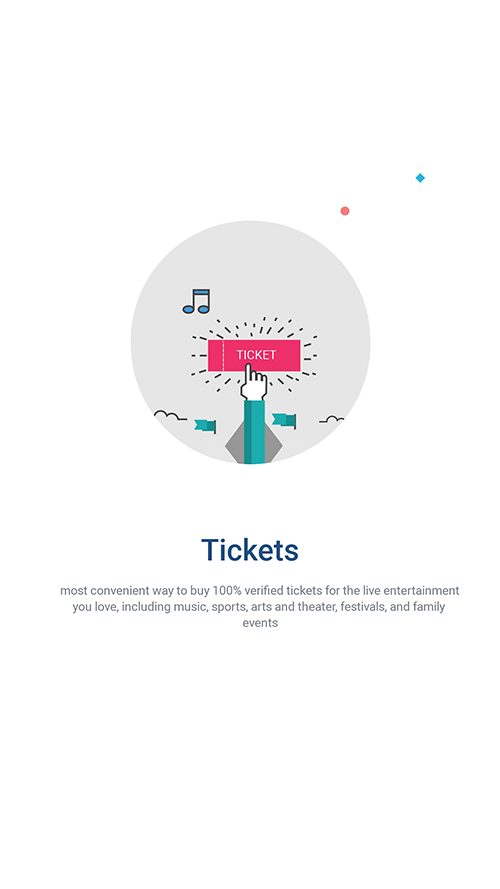 TICKET
Tickets
most convenient way to buy 100% verified tickets for the live entertainment
you love, including music, sports, arts and theater, festivals, and family
events